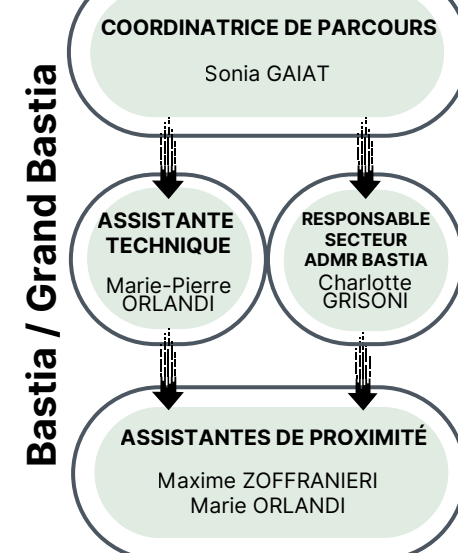 Bastia / Grand Bastia
COORDINATRICE DE PARCOURS
Sonia GAIAT
ASSISTANTE
TECHNIQUE
Marie-Pierre
ORLANDI
RESPONSABLE
SECTEUR
ADMR BASTIA
Charlotte
GRISONI
ASSISTANTES DE PROXIMITÉ
Maxime ZOFFRANIERI
Marie ORLANDI